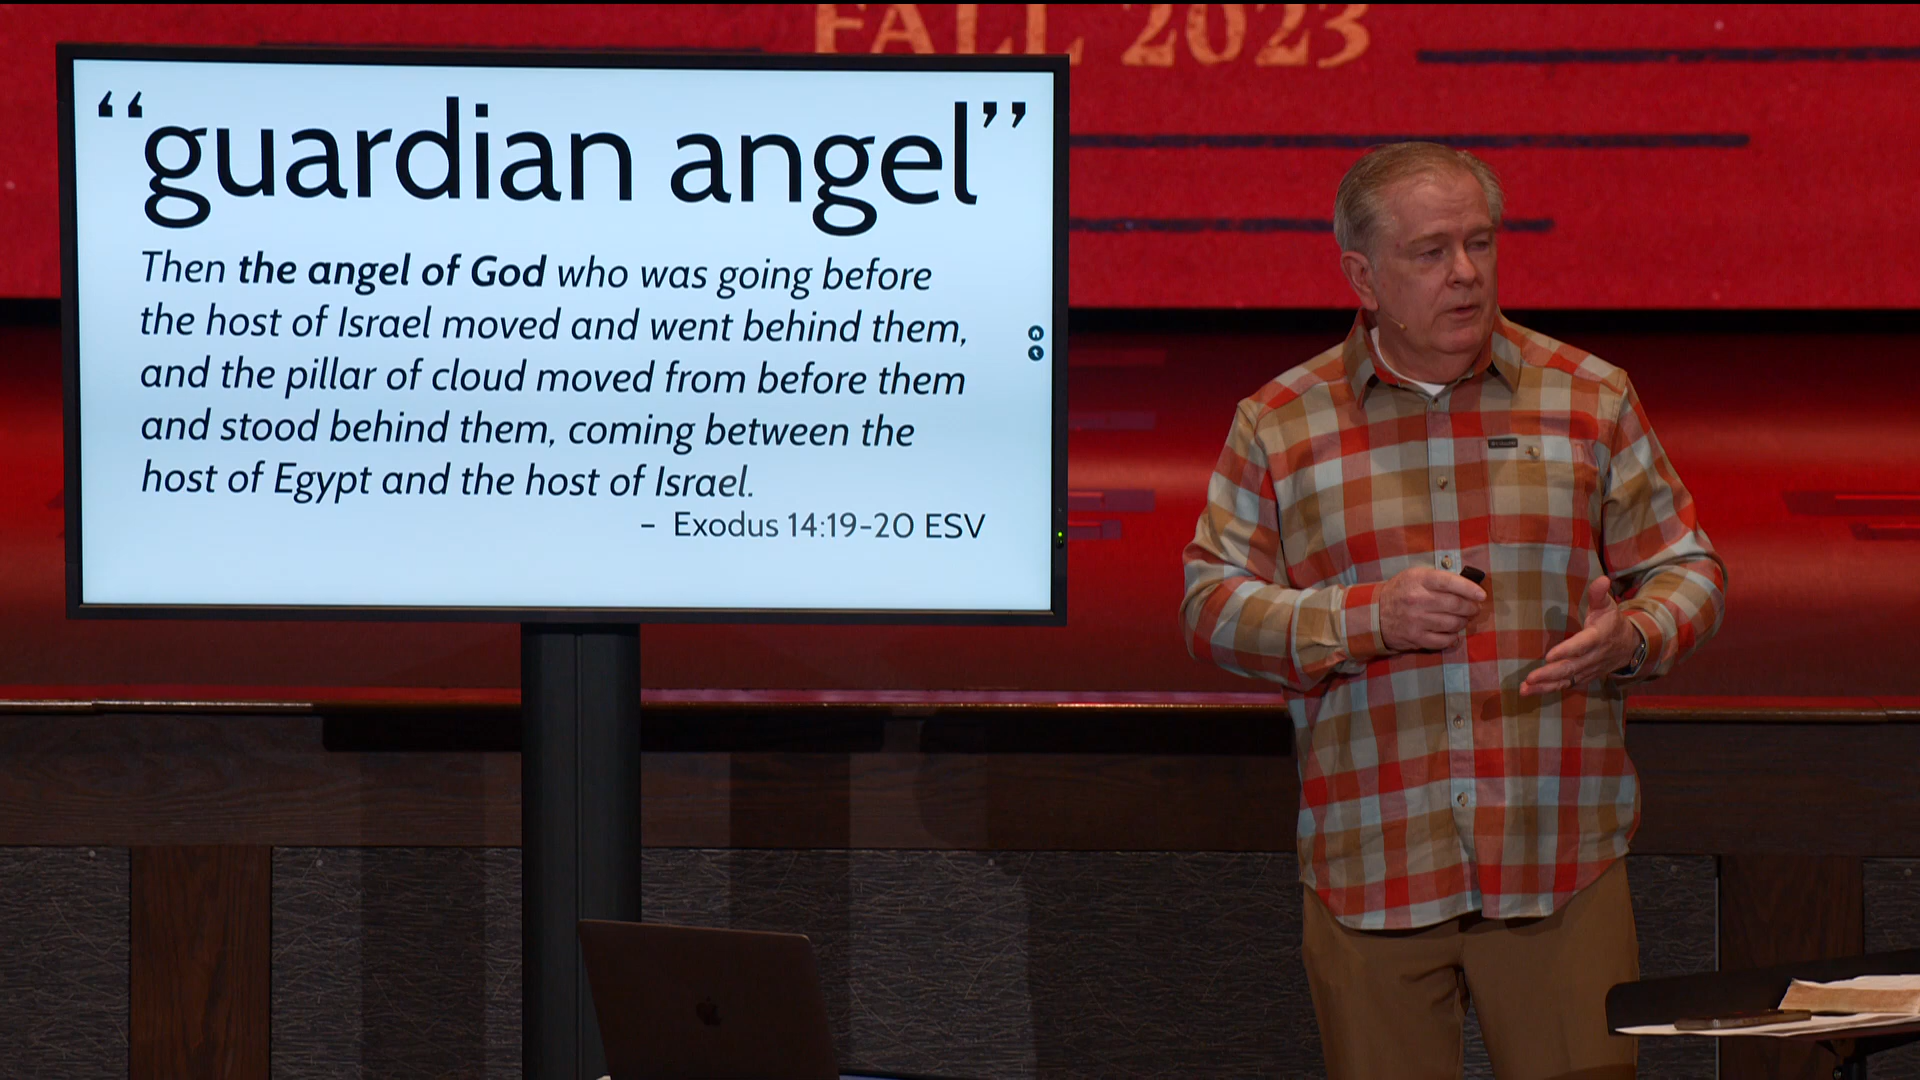 FALL 2023
“guardian angel”
Then the angel of God who was going before
the host of Israel moved and went behind them,
and the pillar of cloud moved from before them
and stood behind them, coming between the
host of Egypt and the host of Israel.
– Exodus 14:19-20 ESV